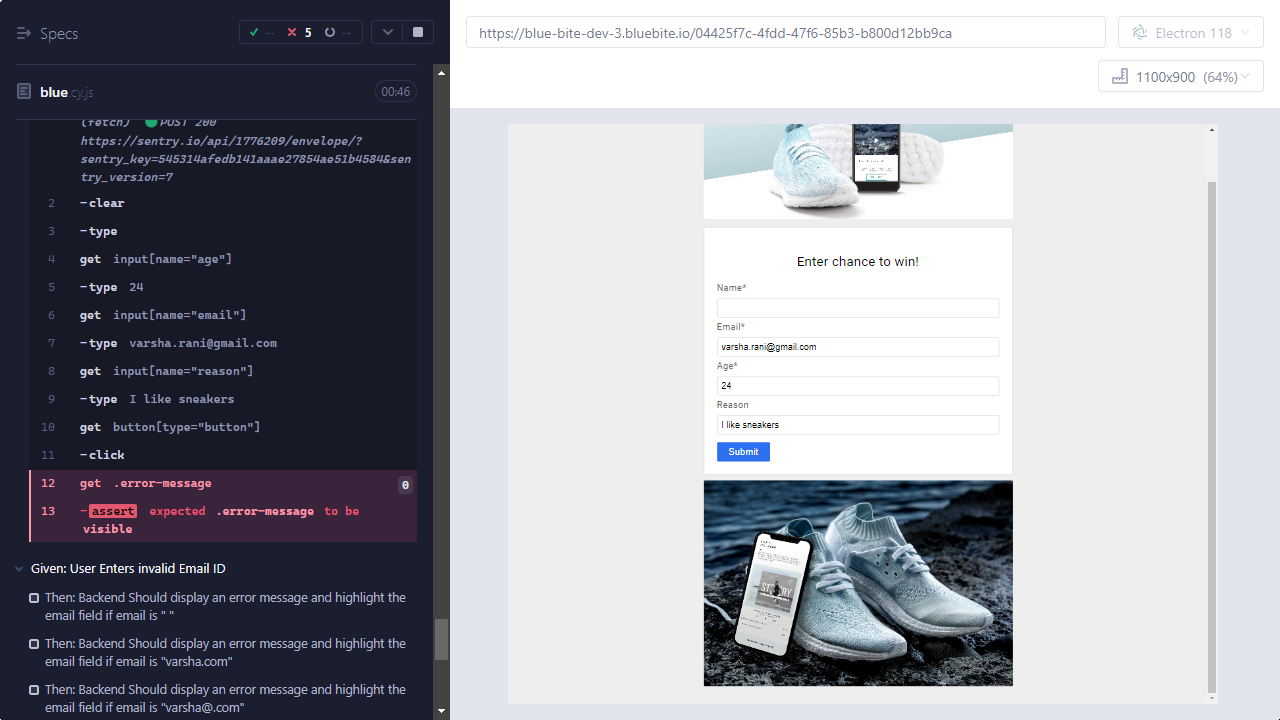 Specs
-- 5 --
blue.cy.js
00:46
(fetch) POST 200
https://sentry.io/api/1776209/envelope/?
sentry_key=545314afedb141aaae27854ae51b4584&sen
try_version=7
2 -clear
3 -type
4 get input[name="age"]
5 -type 24
6 get input[name="email"]
7 -type varsha.rani@gmail.com
8 get input[name="reason"]
9 -type I like sneakers
10 get button[type="button"]
11 -click
12 get .error-message 0
13 -assert expected .error-message to be
visible
Given: User Enters invalid Email ID
Then: Backend Should display an error message and highlight the
email field if email is " "
Then: Backend Should display an error message and highlight the
email field if email is "varsha.com"
Then: Backend Should display an error message and highlight the
email field if email is "varsha@.com"
https://blue-bite-dev-3.bluebite.io/04425f7c-4fdd-47f6-85b3-b800d12bb9ca
Electron 118
1100x900 (64%)
Enter chance to win!
Name*
Email*
varsha.rani@gmail.com
Age*
24
Reason
I like sneakers
Submit